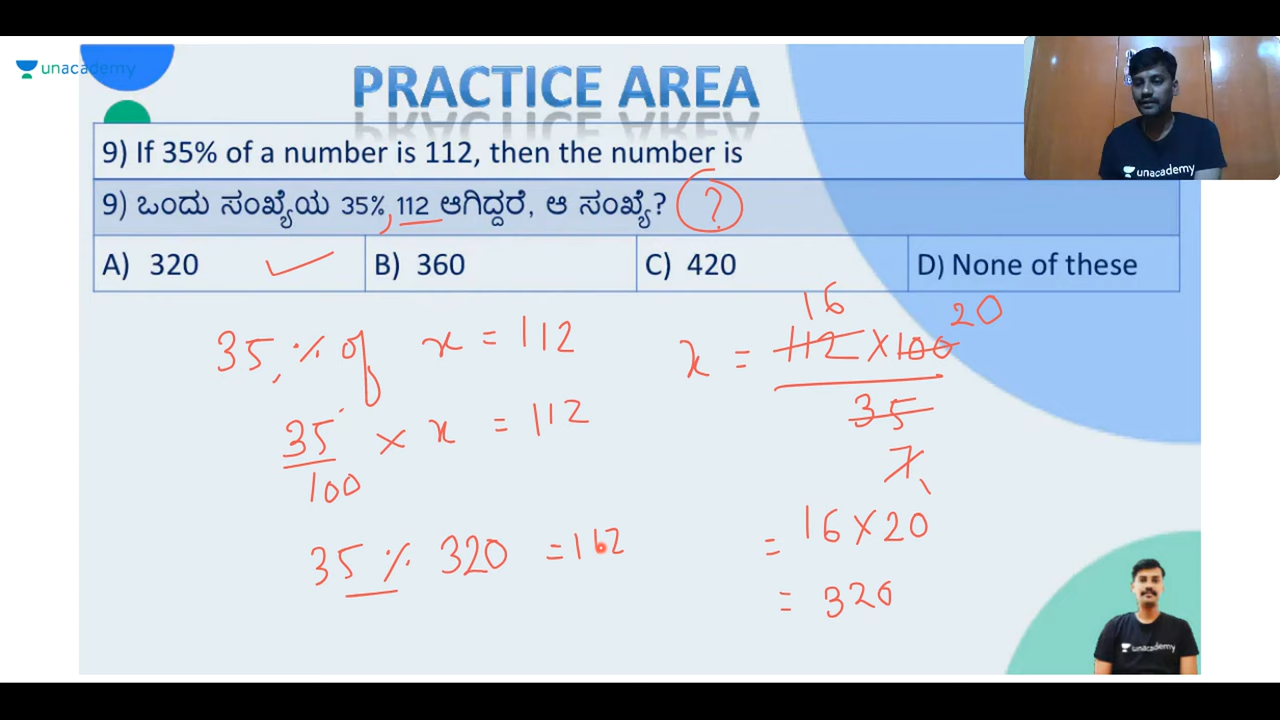 unacademy
PRACTICE AREA
9) If 35% of a number is 112, then the number is
9) ಒಂದು ಸಂಖ್ಯೆಯ 35%, 112 ಆಗಿದ್ದರೆ, ಆ ಸಂಖ್ಯೆ? ?
A) 320 ✓ B) 360 C) 420 D) None of these
35% of x = 112
35/100 × x = 112
35% 320 = 112
x = 112 × 100 / 35
16 20
7 1
= 16 × 20
= 320
unacademy
unacademy